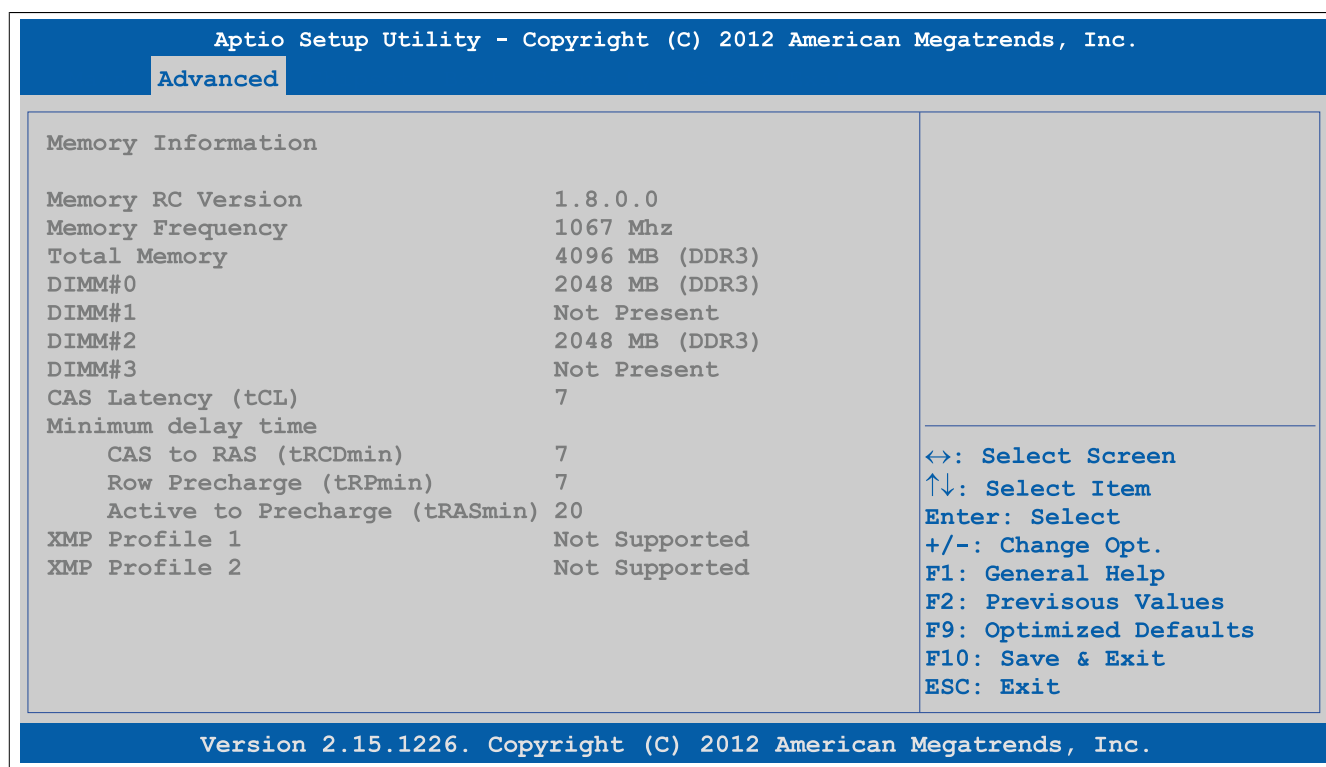 Aptio Setup Utility - Copyright (C) 2012 American Megatrends, Inc.
Advanced
Memory Information
Memory RC Version 1.8.0.0
Memory Frequency 1067 Mhz
Total Memory 4096 MB (DDR3)
DIMM#0 2048 MB (DDR3)
DIMM#1 Not Present
DIMM#2 2048 MB (DDR3)
DIMM#3 Not Present
CAS Latency (tCL) 7
Minimum delay time
CAS to RAS (tRCDmin) 7
Row Precharge (tRPmin) 7
Active to Precharge (tRASmin) 20
XMP Profile 1 Not Supported
XMP Profile 2 Not Supported
↔: Select Screen
↑↓: Select Item
Enter: Select
+/-: Change Opt.
F1: General Help
F2: Previsous Values
F9: Optimized Defaults
F10: Save & Exit
ESC: Exit
Version 2.15.1226. Copyright (C) 2012 American Megatrends, Inc.